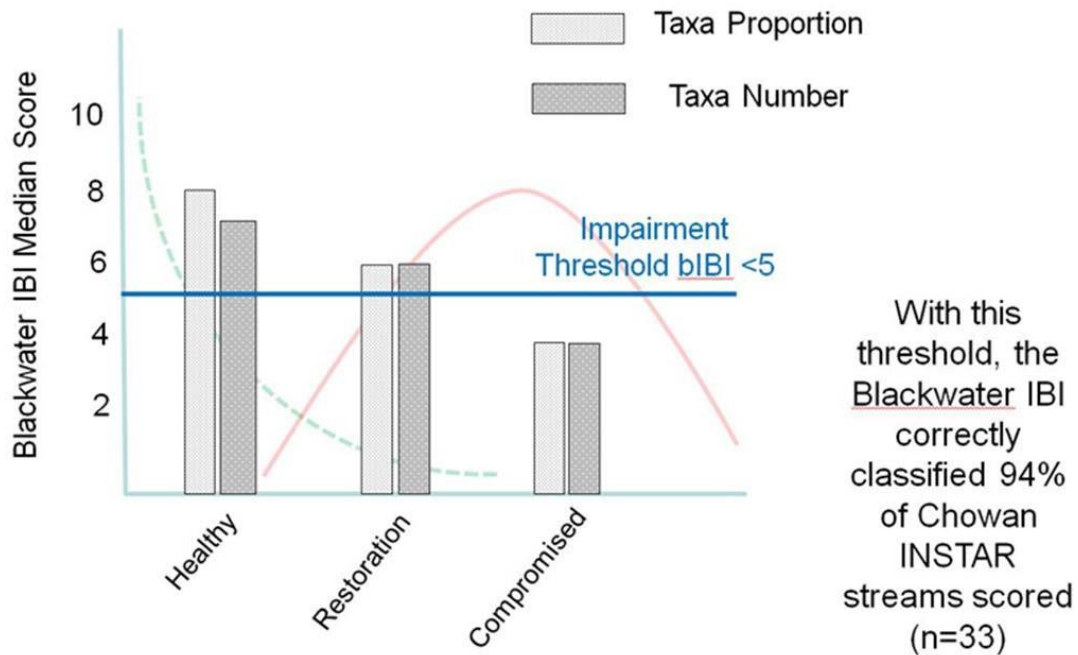 Taxa Proportion
Taxa Number
Blackwater IBI Median Score
10
8
6
4
2
Impairment
Threshold bIBI <5
Healthy
Restoration
Compromised
With this
threshold, the
Blackwater IBI
correctly
classified 94%
of Chowan
INSTAR
streams scored
(n=33)